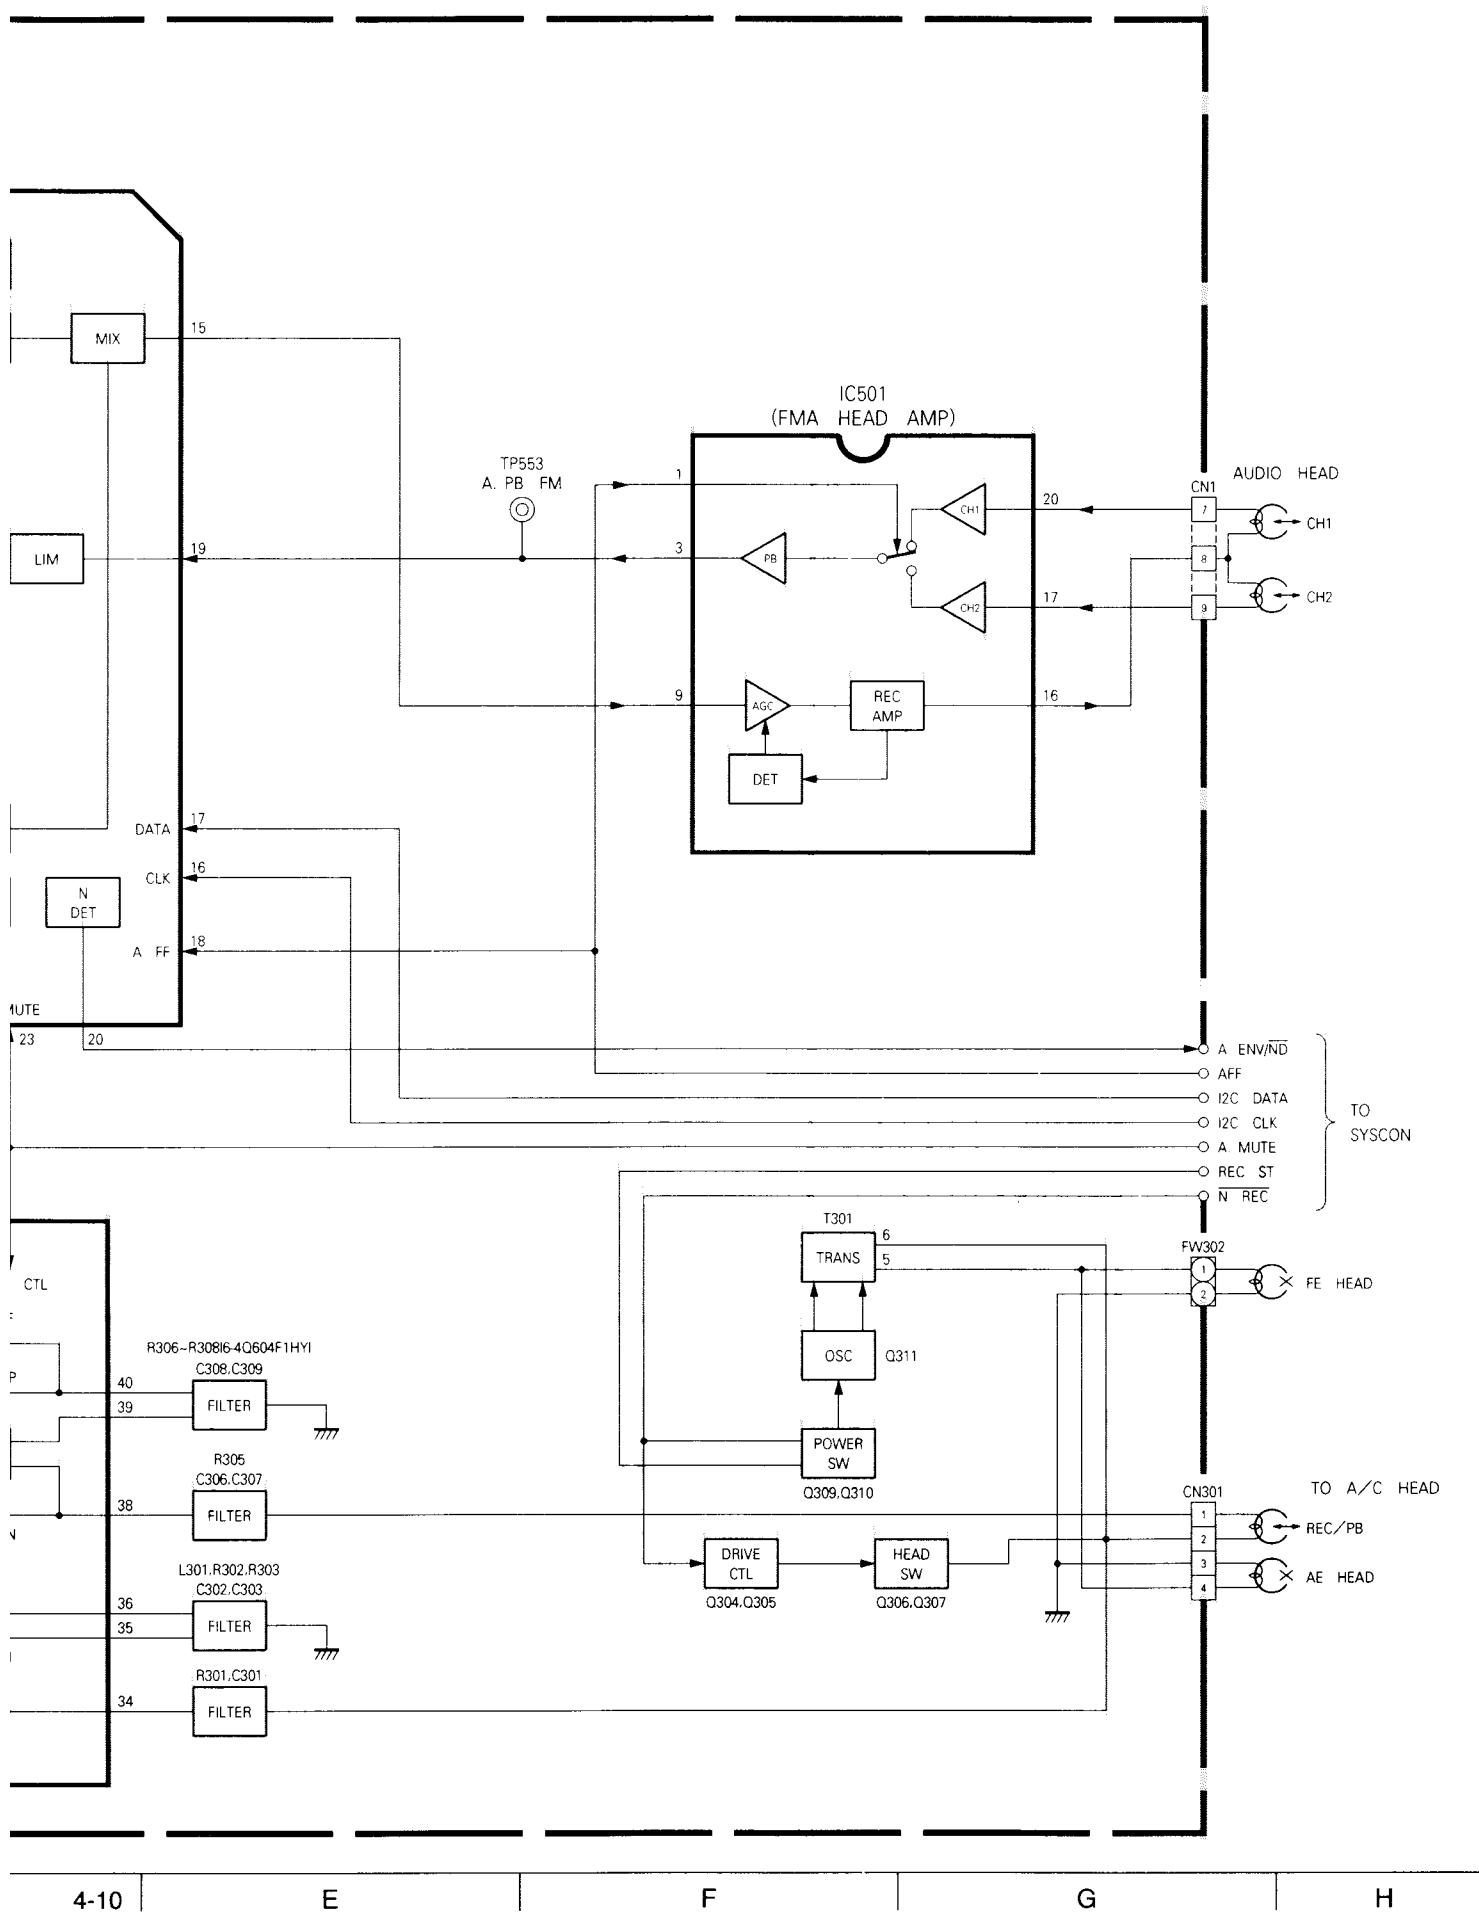 MIX
15
IC501
(FMA HEAD AMP)
TP553
A. PB FM
1
CH1
20
CN1
AUDIO HEAD
7
CH1
LIM
19
3
PB
8
CH2
17
9
CH2
9
AGC
REC
AMP
16
DET
DATA
17
CLK
16
N
DET
A FF
18
MUTE
23
20
A ENV/ND
AFF
I2C DATA
I2C CLK
A. MUTE
REC ST
N REC
TO
SYSCON
T301
TRANS
6
5
FW302
1
2
FE HEAD
CTL
OSC
Q311
R306~R308I6-4Q604F1HYI
C308,C309
P
40
39
FILTER
POWER
SW
Q309,Q310
R305
C306,C307
38
FILTER
N
CN301
TO A/C HEAD
1
2
3
4
REC/PB
AE HEAD
DRIVE
CTL
Q304,Q305
HEAD
SW
Q306,Q307
L301,R302,R303
C302,C303
36
35
FILTER
R301,C301
34
FILTER
4-10
E
F
G
H